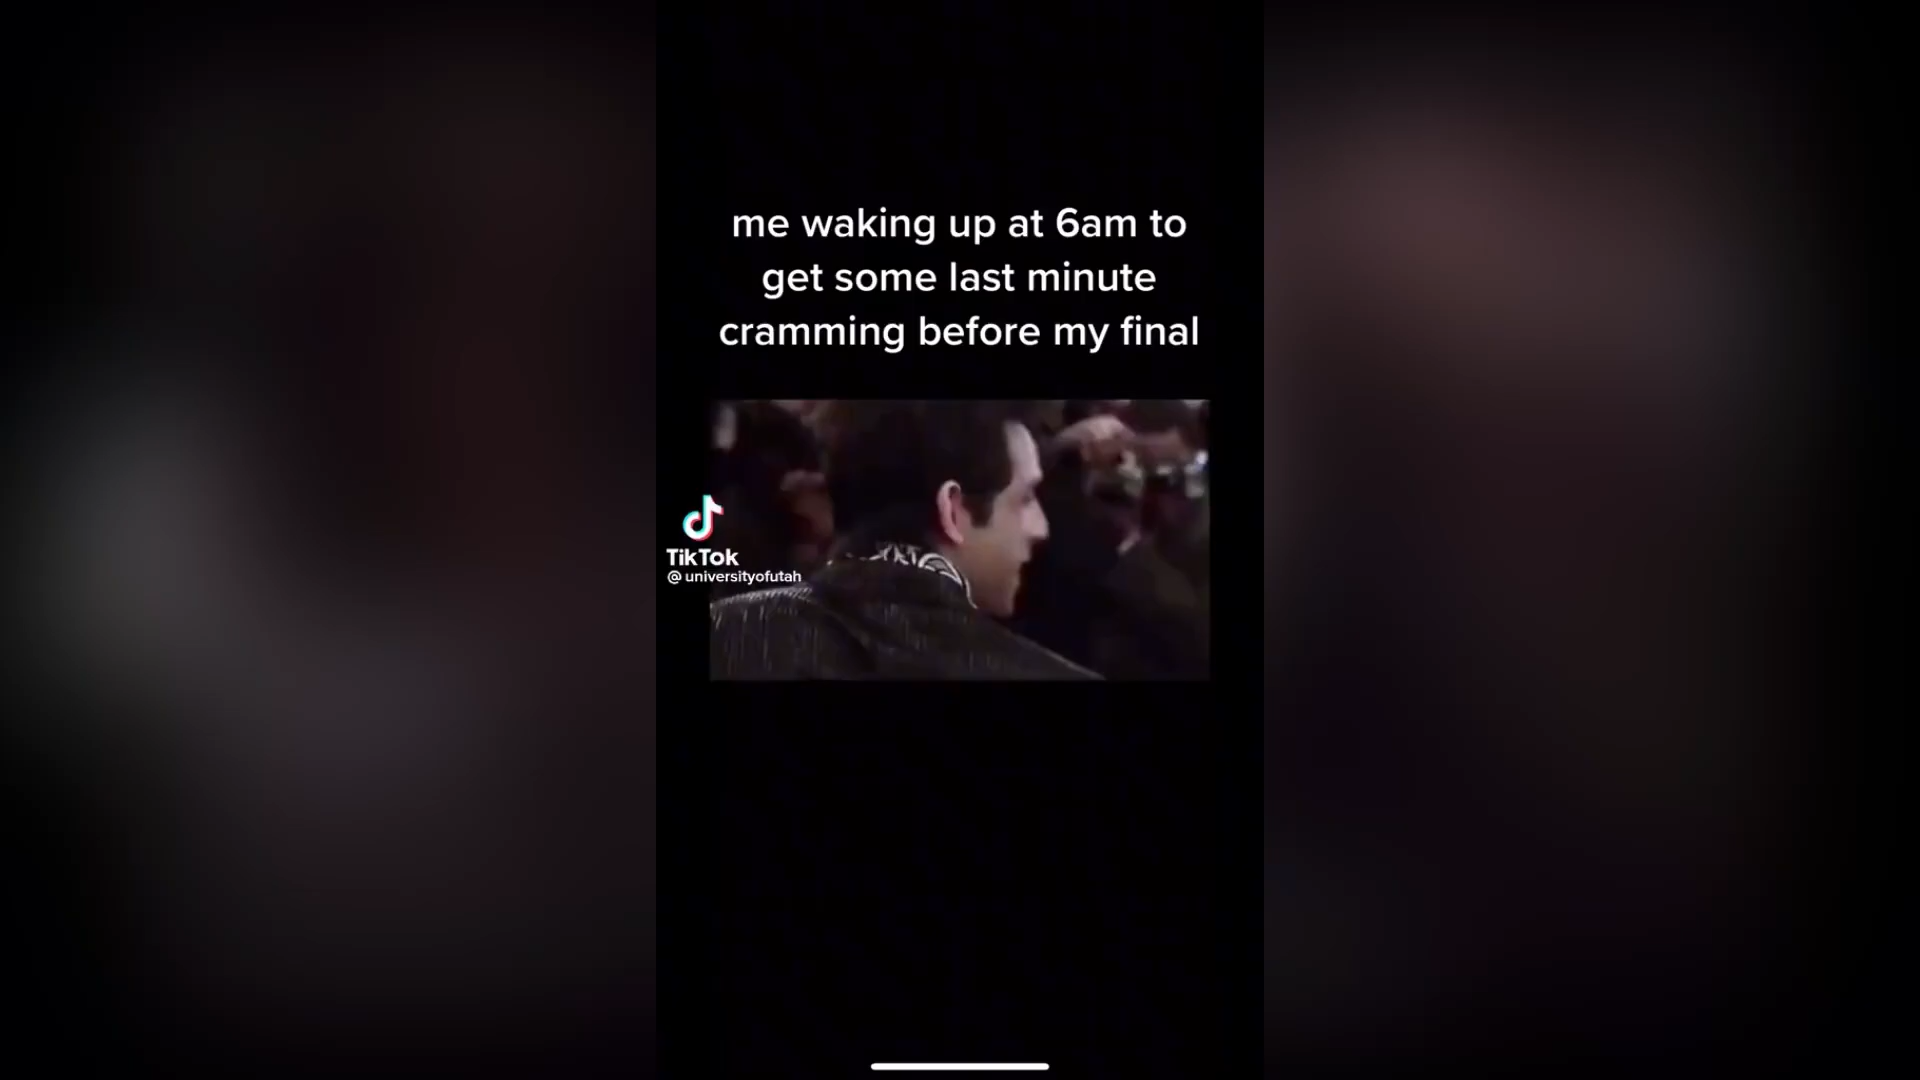 me waking up at 6am to
get some last minute
cramming before my final
TikTok
@universityofutah